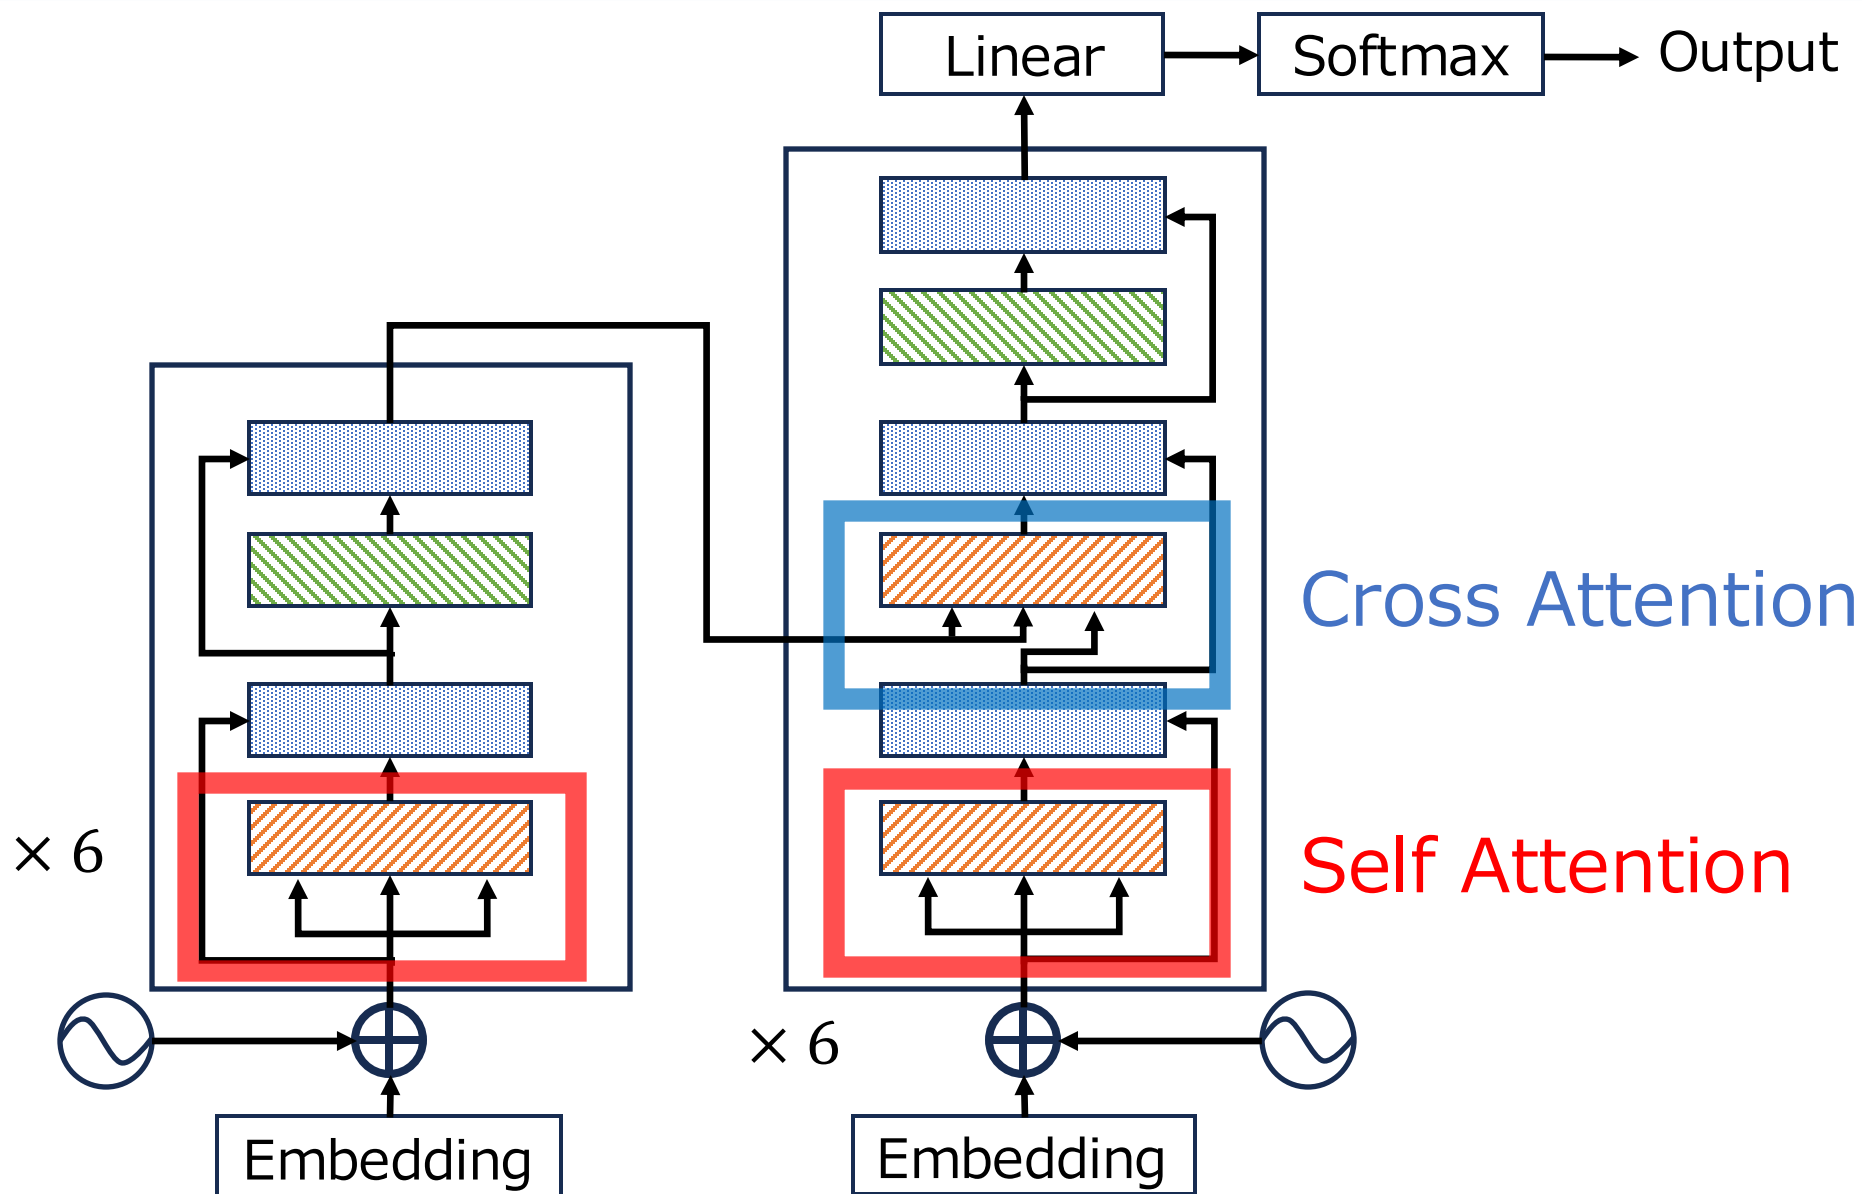 Linear
Softmax
Output
Cross Attention
Self Attention
× 6
× 6
Embedding
Embedding